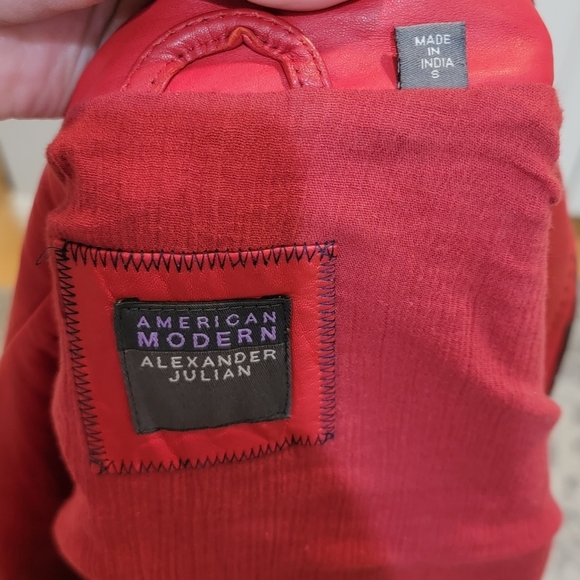 MADE
IN
INDIA
S
AMERICAN
MODERN
ALEXANDER
JULIAN